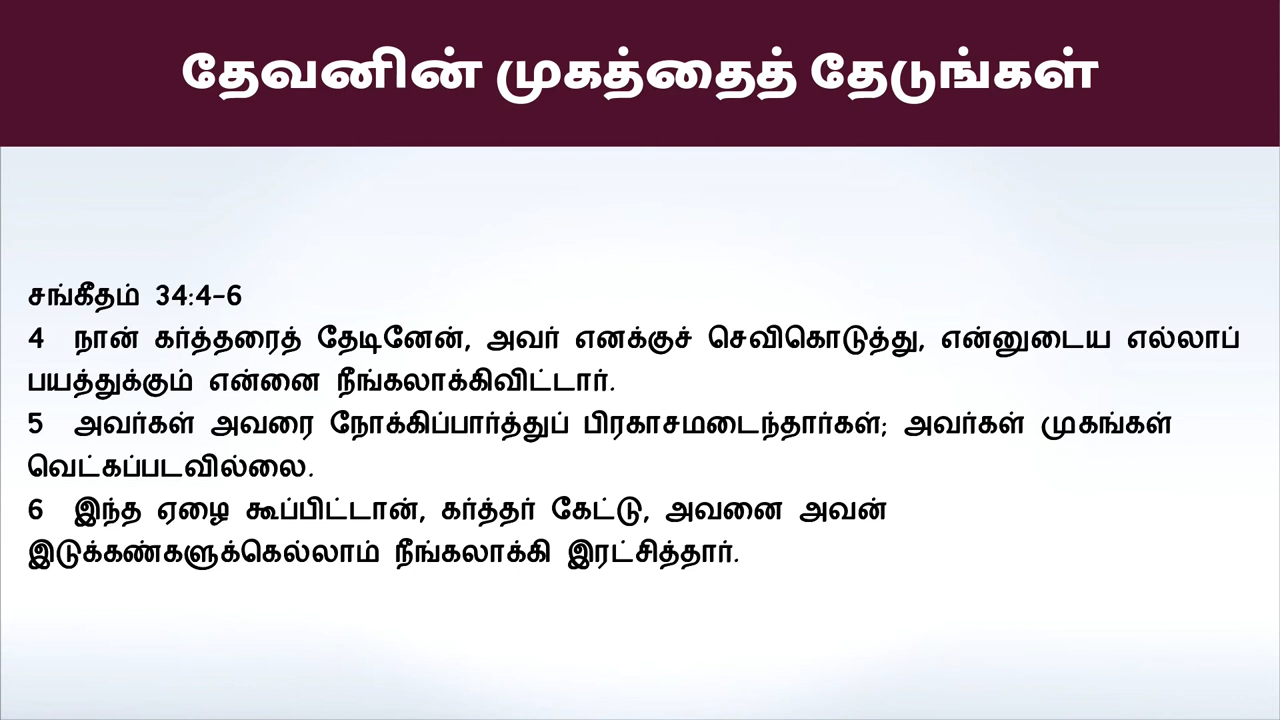 தேவனின் முகத்தைத் தேடுங்கள்
சங்கீதம் 34:4-6
4 நான் கர்த்தரைத் தேடினேன், அவர் எனக்குச் செவிகொடுத்து, என்னுடைய எல்லாப்
பயத்துக்கும் என்னை நீங்கலாக்கிவிட்டார்.
5 அவர்கள் அவரை நோக்கிப்பார்த்துப் பிரகாசமடைந்தார்கள்; அவர்கள் முகங்கள்
வெட்கப்படவில்லை.
6 இந்த ஏழை கூப்பிட்டான், கர்த்தர் கேட்டு, அவனை அவன்
இடுக்கண்களுக்கெல்லாம் நீங்கலாக்கி இரட்சித்தார்.